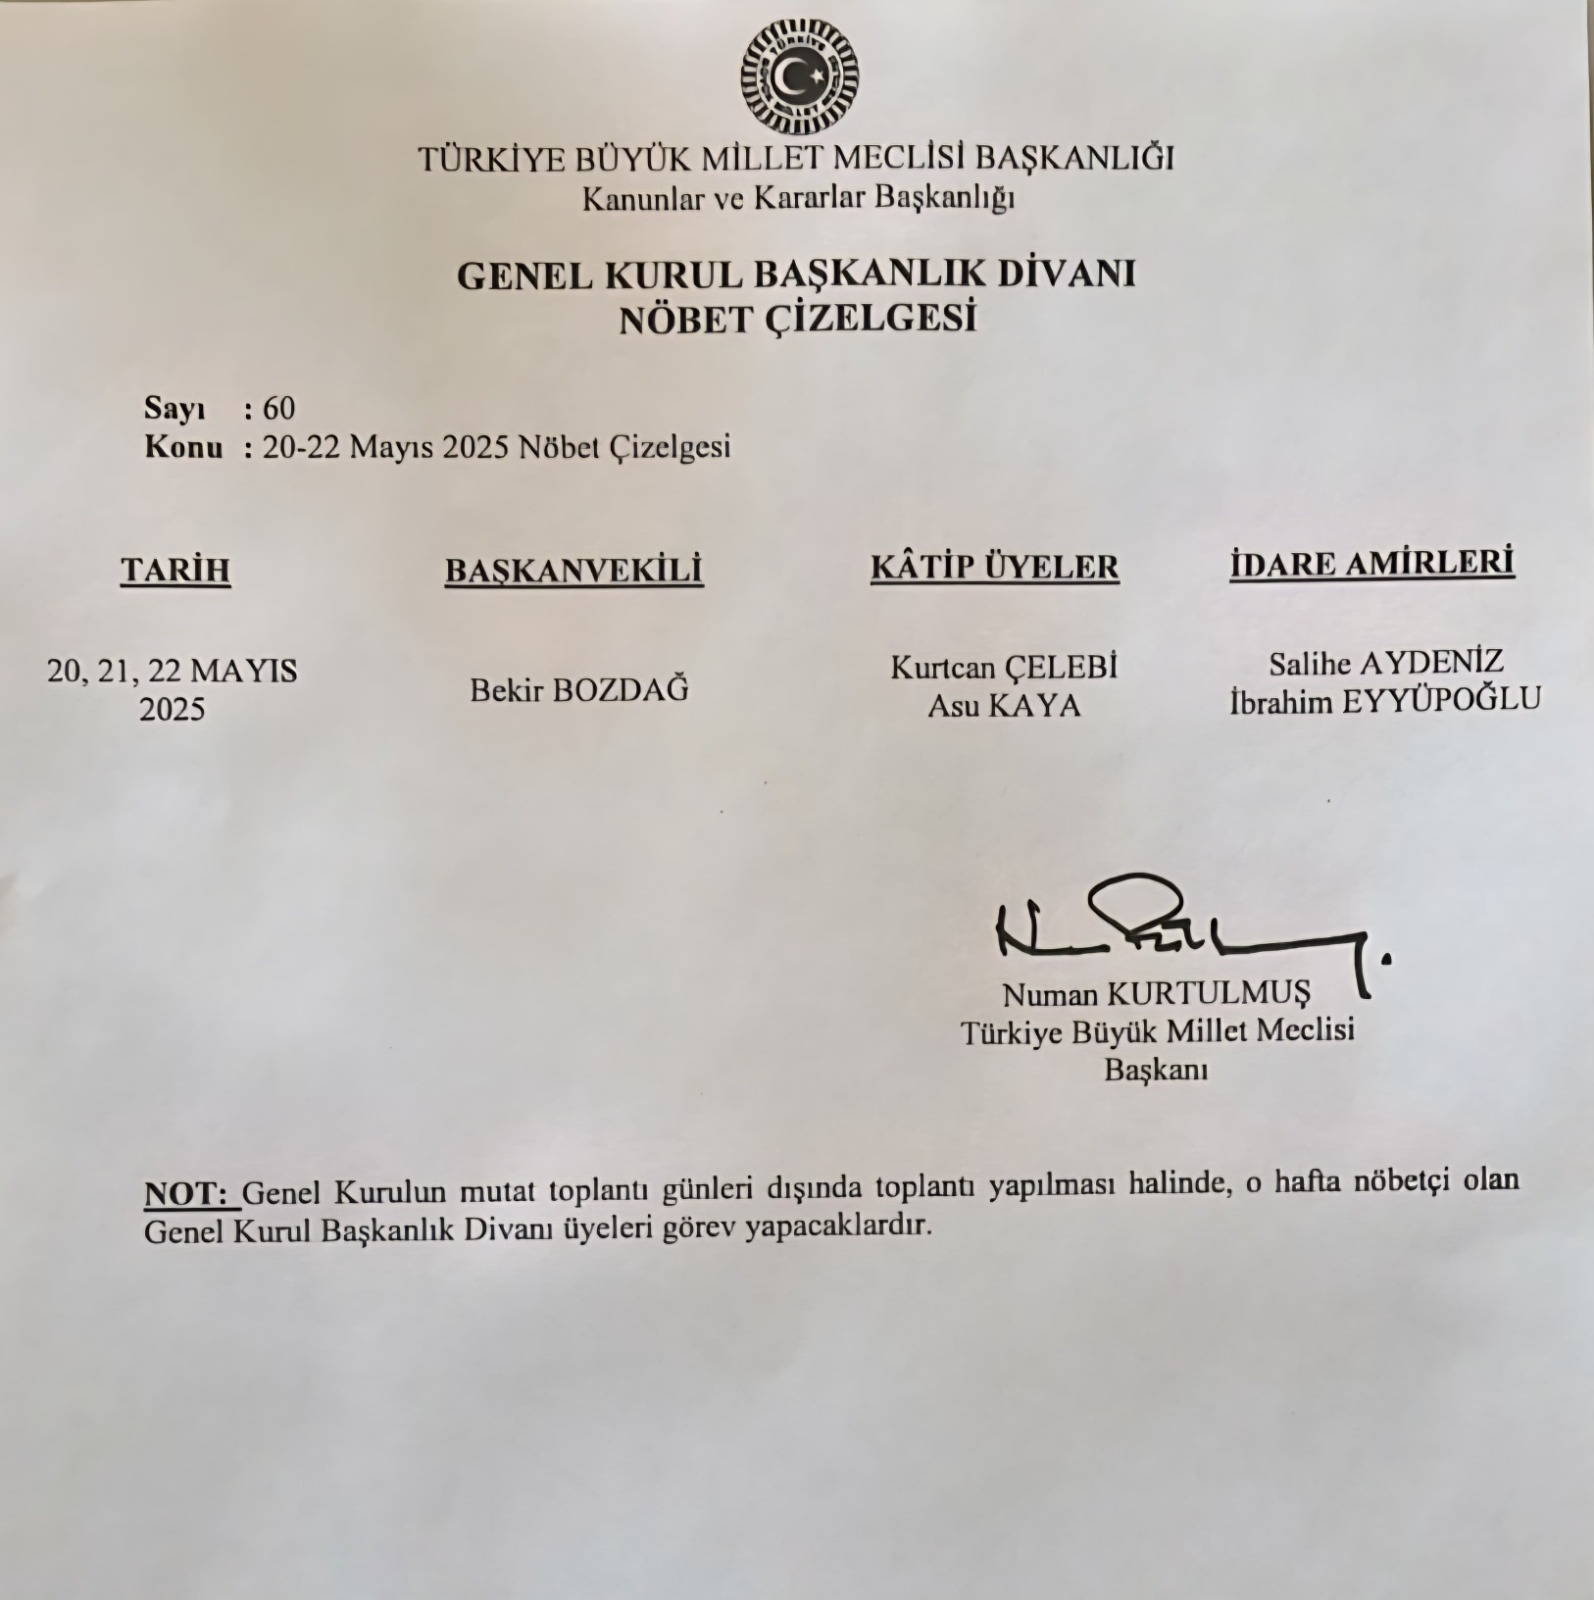 TÜRKİYE BÜYÜK MİLLET MECLİSİ BAŞKANLIĞI
Kanunlar ve Kararlar Başkanlığı
GENEL KURUL BAŞKANLIK DİVANI
NÖBET ÇİZELGESİ
Sayı : 60
Konu : 20-22 Mayıs 2025 Nöbet Çizelgesi
TARİH BAŞKANVEKİLİ KÂTİP ÜYELER İDARE AMİRLERİ
20, 21, 22 MAYIS
2025
Bekir BOZDAĞ
Kurtcan ÇELEBİ
Asu KAYA
Salihe AYDENİZ
İbrahim EYYÜPOĞLU
Numan KURTULMUŞ
Türkiye Büyük Millet Meclisi
Başkanı
NOT: Genel Kurulun mutat toplantı günleri dışında toplantı yapılması halinde, o hafta nöbetçi olan
Genel Kurul Başkanlık Divanı üyeleri görev yapacaklardır.